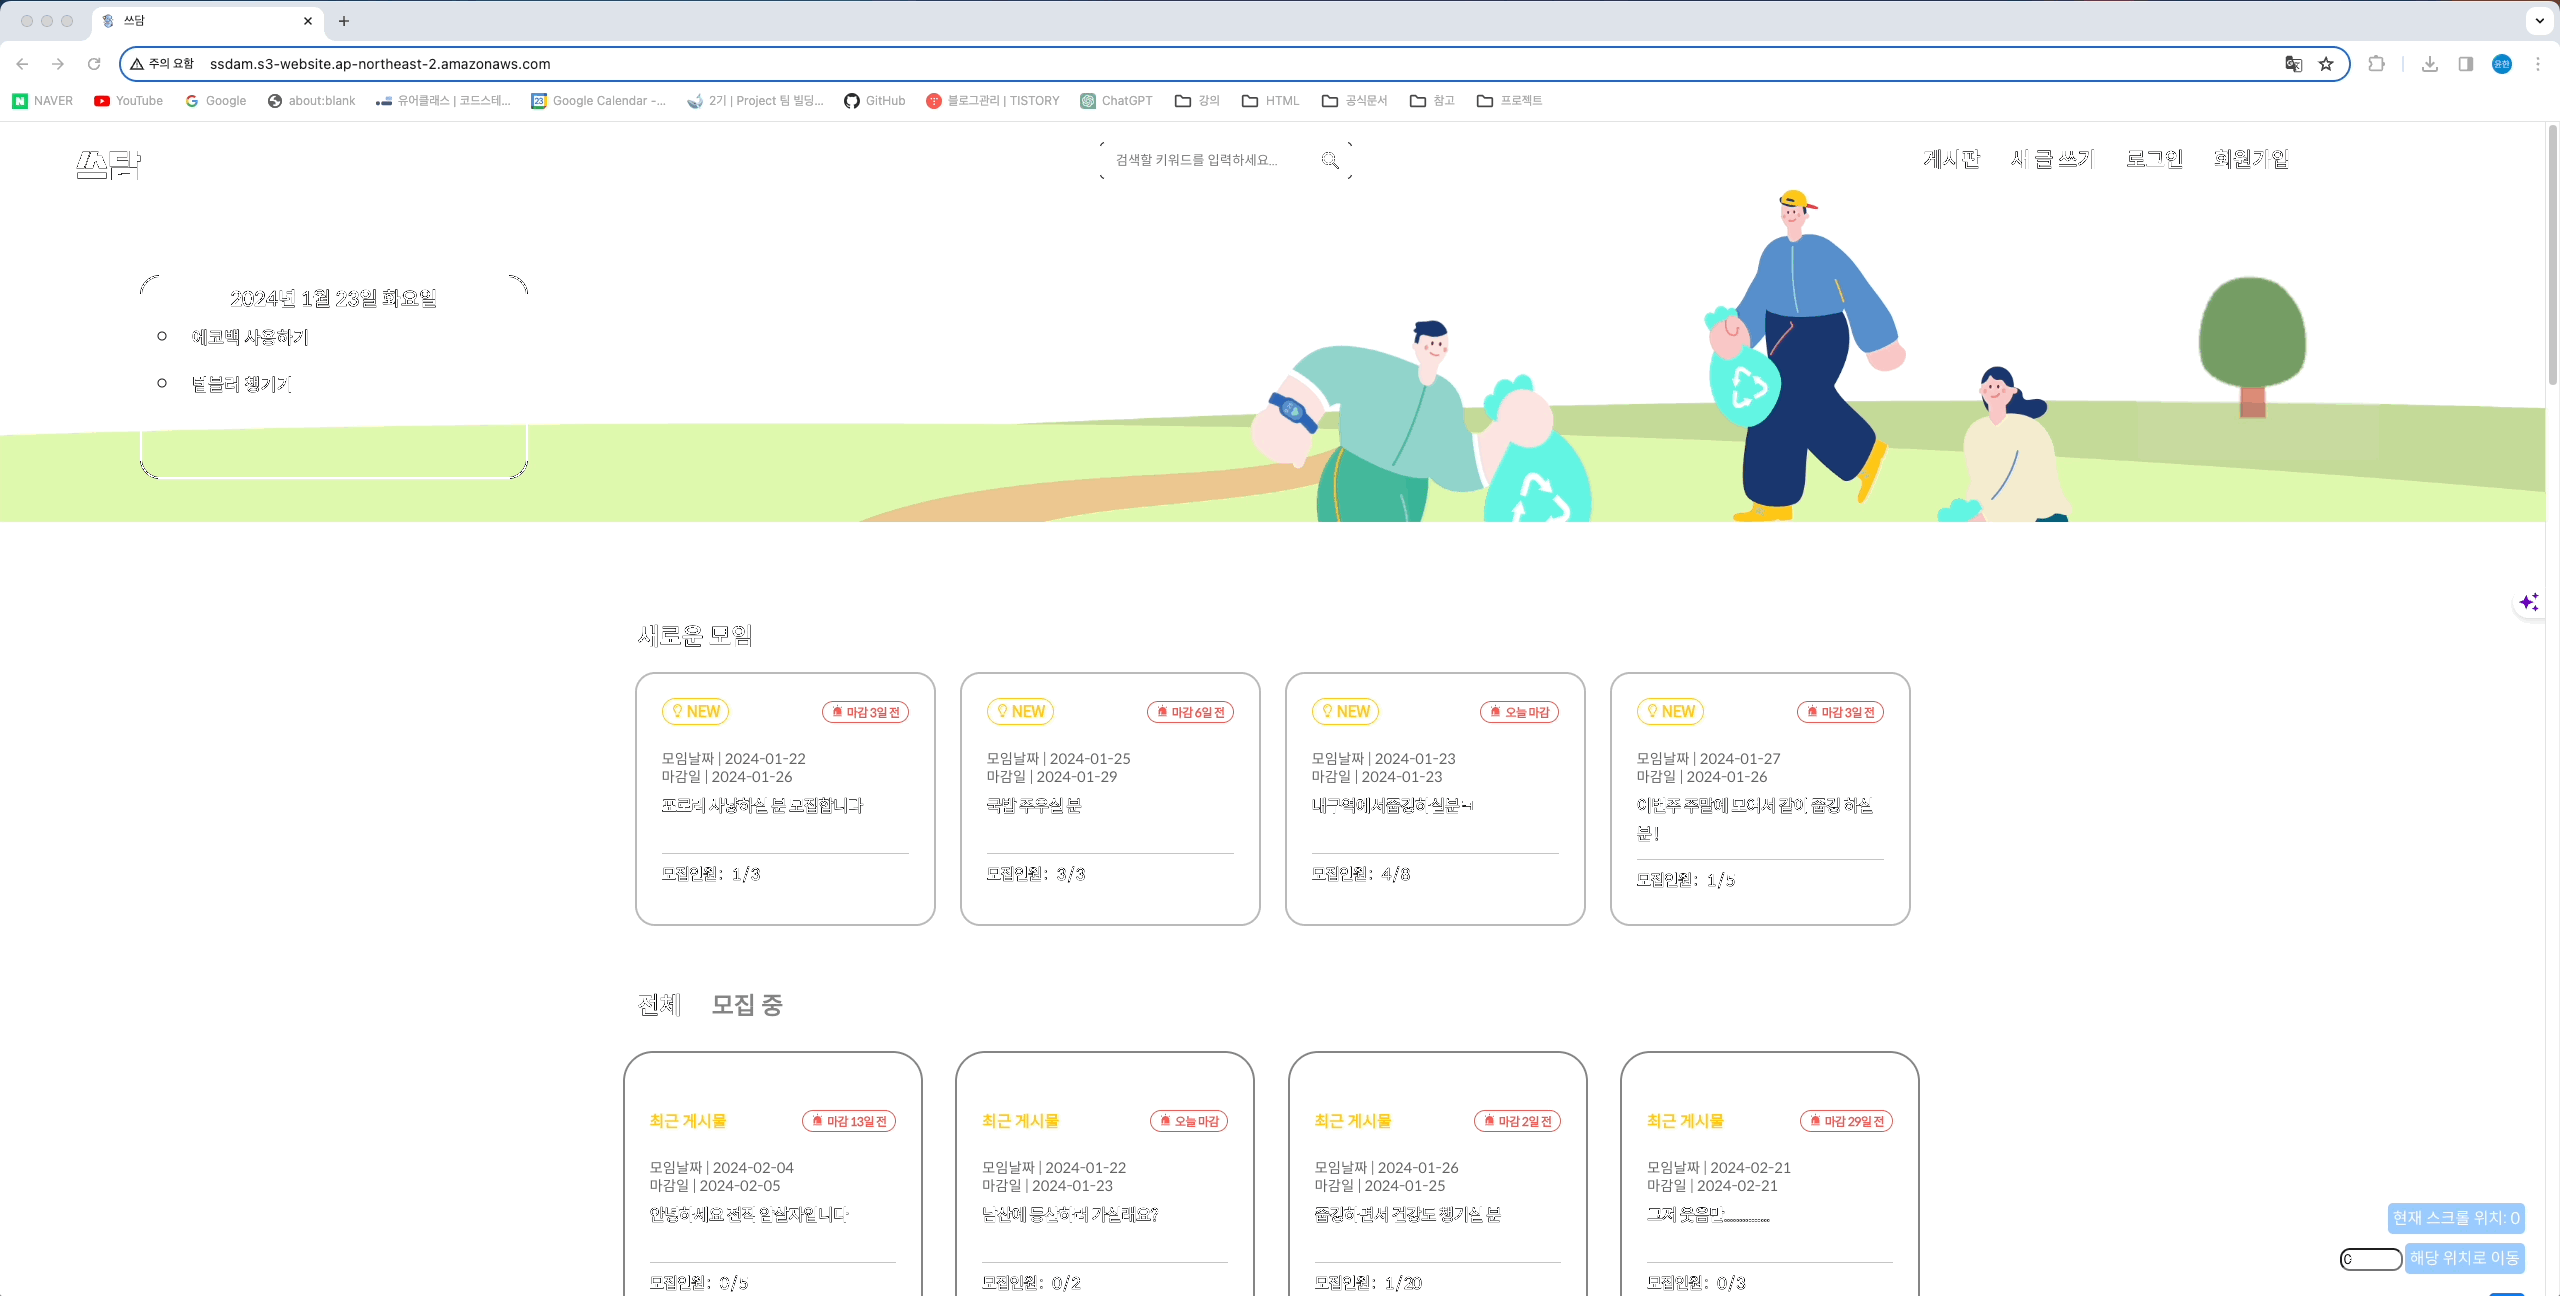 쓰담
주의 요함 ssdam.s3-website.ap-northeast-2.amazonaws.com 윤한
NAVER YouTube Google about:blank 유어클래스 | 코드스테... Google Calendar -... 2기 | Project 팀 빌딩... GitHub 블로그관리 | TISTORY ChatGPT 강의 HTML 공식문서 참고 프로젝트
쓰담 검색할 키워드를 입력하세요... 게시판 새 글 쓰기 로그인 회원가입
2024년 1월 23일 화요일
에코백 사용하기
텀블러 챙기기
새로운 모임
NEW 마감 3일 전 NEW 마감 6일 전 NEW 오늘 마감 NEW 마감 3일 전
모임날짜 | 2024-01-22 모임날짜 | 2024-01-25 모임날짜 | 2024-01-23 모임날짜 | 2024-01-27
마감일 | 2024-01-26 마감일 | 2024-01-29 마감일 | 2024-01-23 마감일 | 2024-01-26
포로리 사냥하실 분 모집합니다 국밥 주우실 분 이번주 주말에 모여서 같이 줍깅 하실
분!
모집인원: 1/3 모집인원: 3/3 모집인원: 4/8 모집인원: 1/5
전체 모집 중
최근 게시물 마감 13일 전 최근 게시물 오늘 마감 최근 게시물 마감 2일 전 최근 게시물 마감 29일 전
모임날짜 | 2024-02-04 모임날짜 | 2024-01-22 모임날짜 | 2024-01-26 모임날짜 | 2024-02-21
마감일 | 2024-02-05 마감일 | 2024-01-23 마감일 | 2024-01-25 마감일 | 2024-02-21
안녕하세요 전직 암살자입니다 남산에 등산하러 가실래요? 줍깅하면서 건강도 챙기실 분 그저 웃음만
모집인원: 0/5 모집인원: 0/2 모집인원: 1/20 모집인원: 0/3
현재 스크롤 위치: 0
해당 위치로 이동